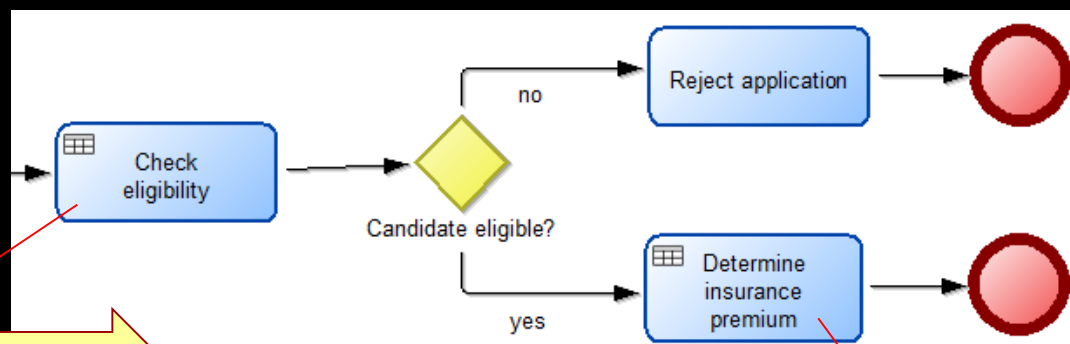 Check
eligibility
Candidate eligible?
no
Reject application
yes
Determine
insurance
premium